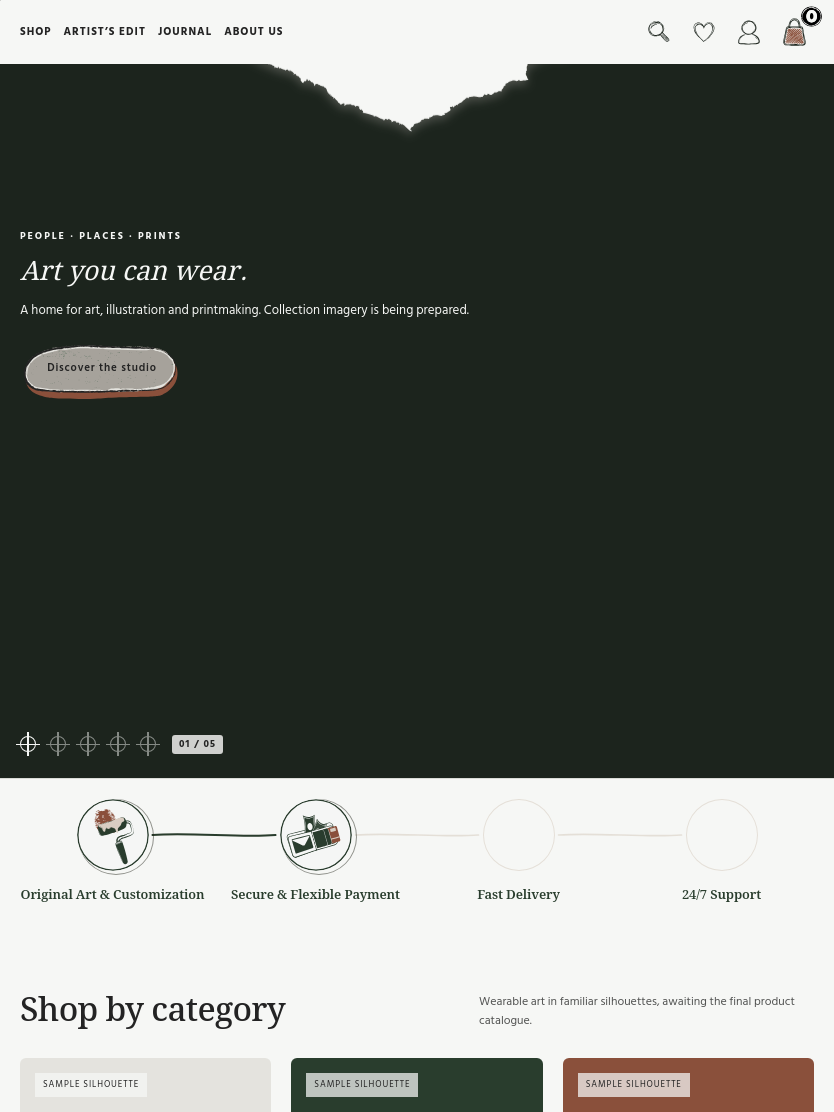 SHOP ARTIST’S EDIT JOURNAL ABOUT US
0
PEOPLE · PLACES · PRINTS
Art you can wear.
A home for art, illustration and printmaking. Collection imagery is being prepared.
Discover the studio
01 / 05
Original Art & Customization Secure & Flexible Payment Fast Delivery 24/7 Support
Shop by category
Wearable art in familiar silhouettes, awaiting the final product
catalogue.
SAMPLE SILHOUETTE SAMPLE SILHOUETTE SAMPLE SILHOUETTE